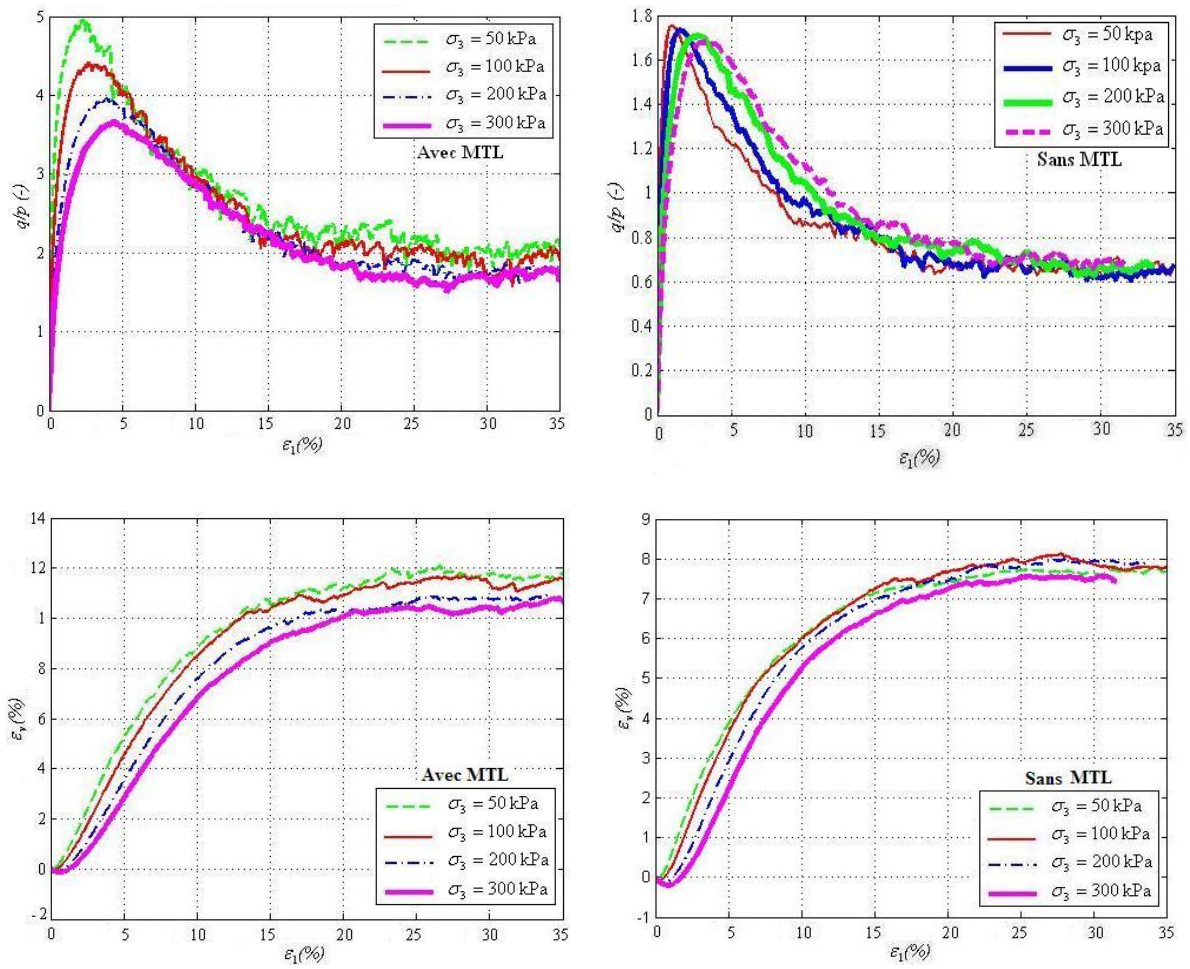 5
4
3
2
1
0
q/p (-)
0 5 10 15 20 25 30 35
ε₁(%)
σ₃ = 50 kPa
σ₃ = 100 kPa
σ₃ = 200 kPa
σ₃ = 300 kPa
Avec MTL
1.8
1.6
1.4
1.2
1
0.8
0.6
0.4
0.2
0
q/p (-)
0 5 10 15 20 25 30 35
ε₁(%)
σ₃ = 50 kpa
σ₃ = 100 kpa
σ₃ = 200 kPa
σ₃ = 300 kPa
Sans MTL
14
12
10
8
6
4
2
0
-2
εᵥ(%)
0 5 10 15 20 25 30 35
ε₁(%)
Avec MTL
σ₃ = 50 kPa
σ₃ = 100 kPa
σ₃ = 200 kPa
σ₃ = 300 kPa
9
8
7
6
5
4
3
2
1
0
-1
εᵥ(%)
0 5 10 15 20 25 30 35
ε₁(%)
Sans MTL
σ₃ = 50 kPa
σ₃ = 100 kPa
σ₃ = 200 kPa
σ₃ = 300 kPa